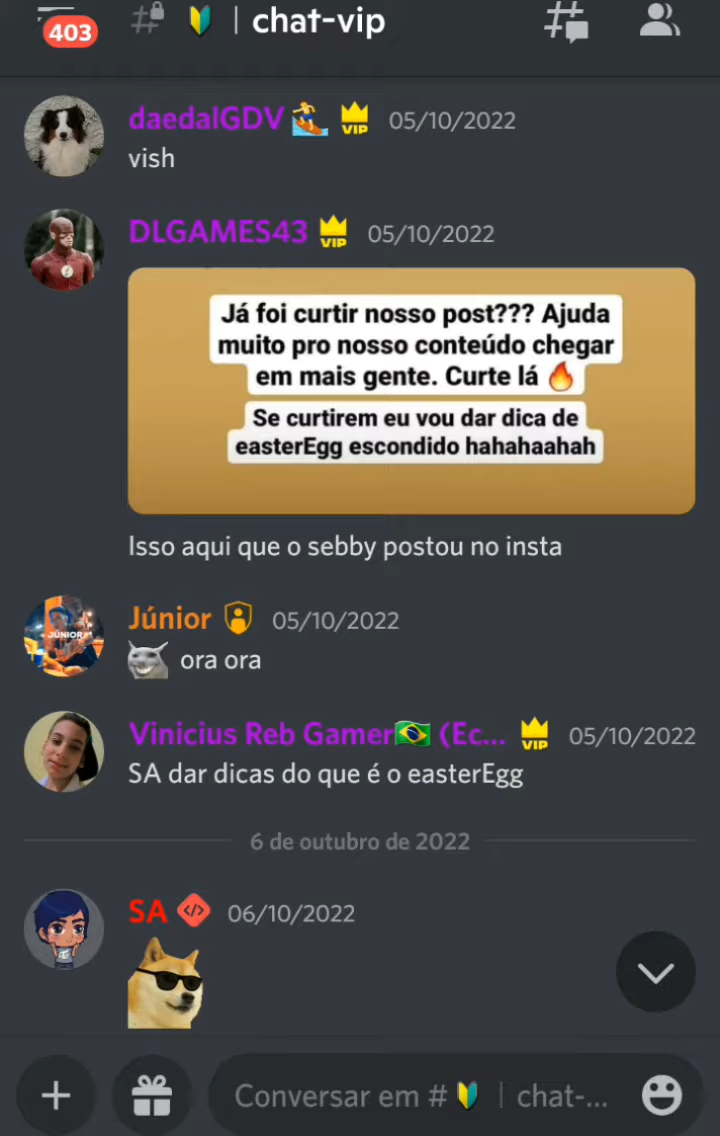 403
# 🔰 | chat-vip
daedalGDV 🏄 VIP 05/10/2022
vish
DLGAMES43 VIP 05/10/2022
Já foi curtir nosso post??? Ajuda
muito pro nosso conteúdo chegar
em mais gente. Curte lá 🔥
Se curtirem eu vou dar dica de
easterEgg escondido hahahaahah
Isso aqui que o sebby postou no insta
Júnior 05/10/2022
JÚNIOR
ora ora
Vinicius Reb Gamer🇧🇷 (Ec... VIP 05/10/2022
SA dar dicas do que é o easterEgg
6 de outubro de 2022
SA </> 06/10/2022
Conversar em #🔰 | chat-...